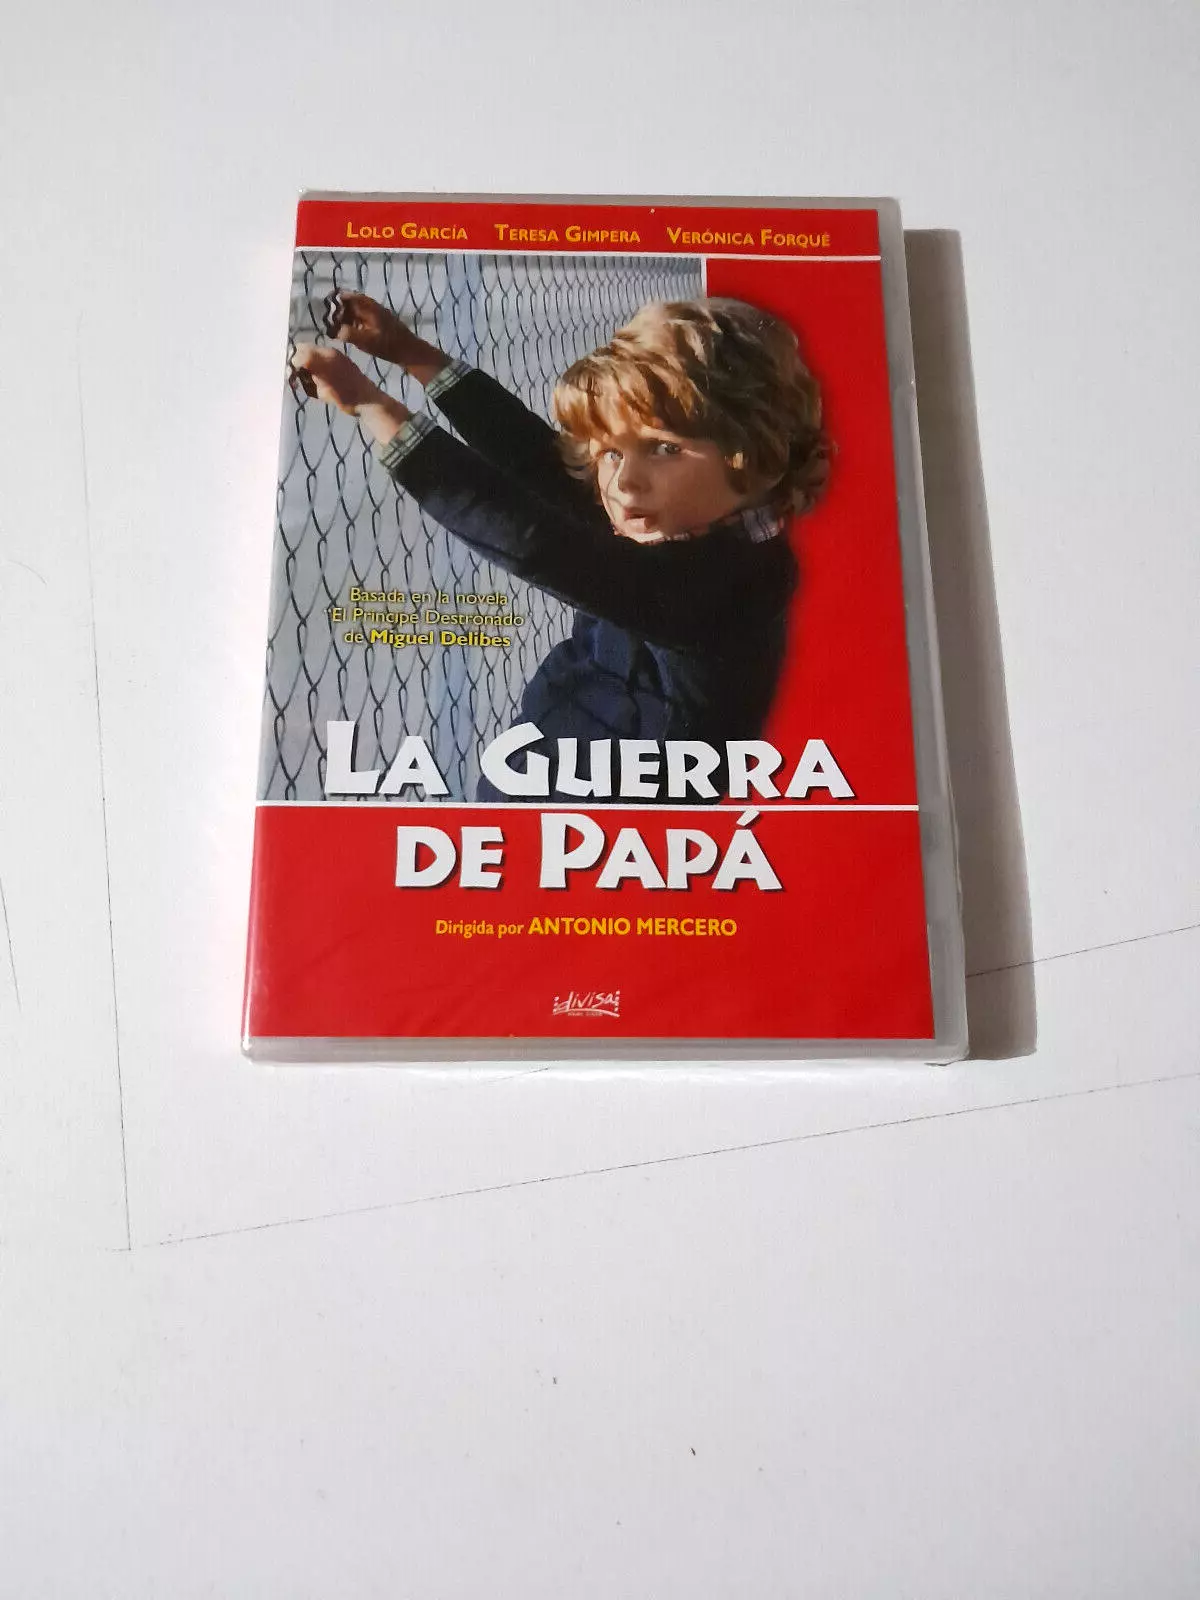 LOLO GARCÍA TERESA GIMPERA VERÓNICA FORQUÉ
Basada en la novela
"El Príncipe Destronado"
de Miguel Delibes
LA GUERRA
DE PAPÁ
Dirigida por ANTONIO MERCERO
divisa